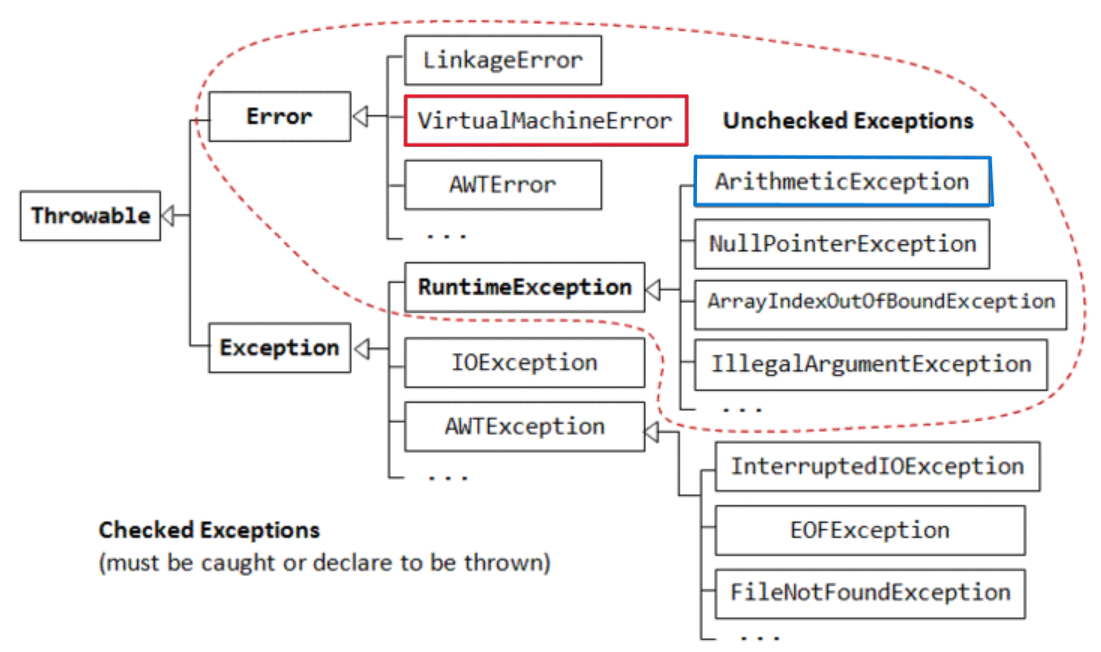 LinkageError
Error
VirtualMachineError
Unchecked Exceptions
AWTError
ArithmeticException
Throwable
...
NullPointerException
RuntimeException
ArrayIndexOutOfBoundException
Exception
IOException
IllegalArgumentException
...
AWTException
...
InterruptedIOException
Checked Exceptions
(must be caught or declare to be thrown)
EOFException
FileNotFoundException
...